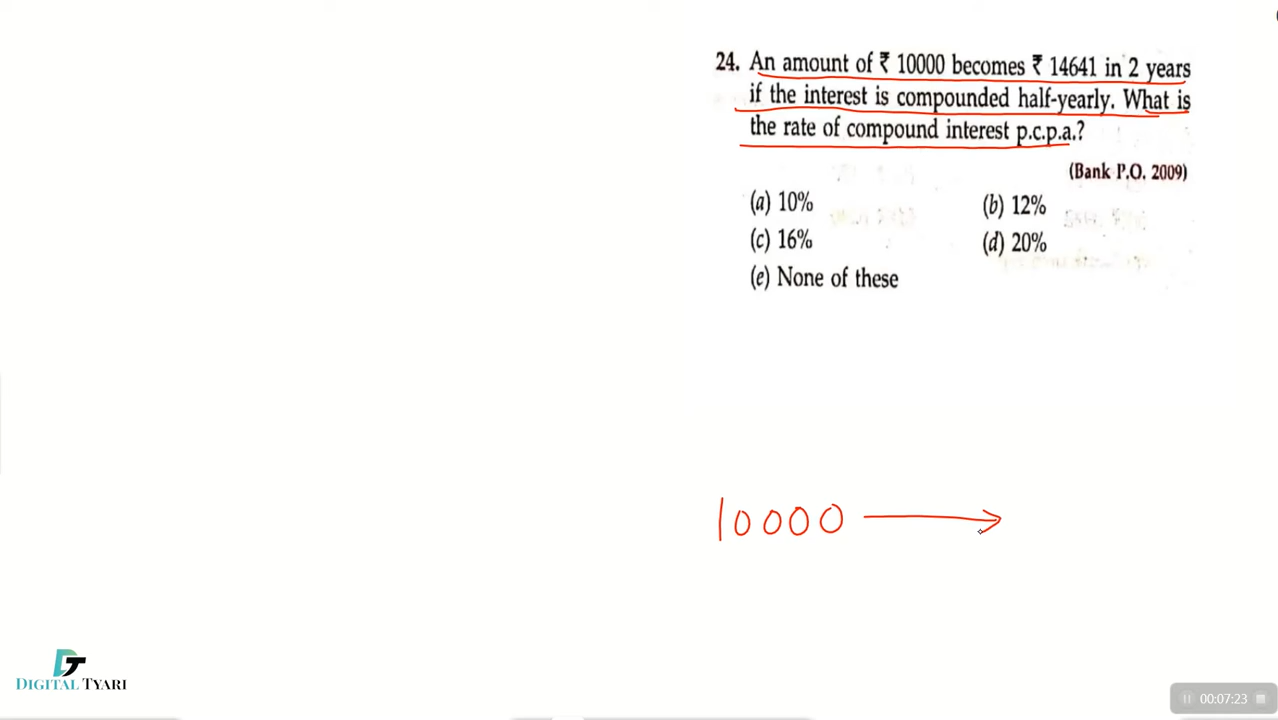 24. An amount of ₹ 10000 becomes ₹ 14641 in 2 years
if the interest is compounded half-yearly. What is
the rate of compound interest p.c.p.a.?
(Bank P.O. 2009)
(a) 10% (b) 12%
(c) 16% (d) 20%
(e) None of these
10000
DT
DIGITAL TYARI
00:07:23